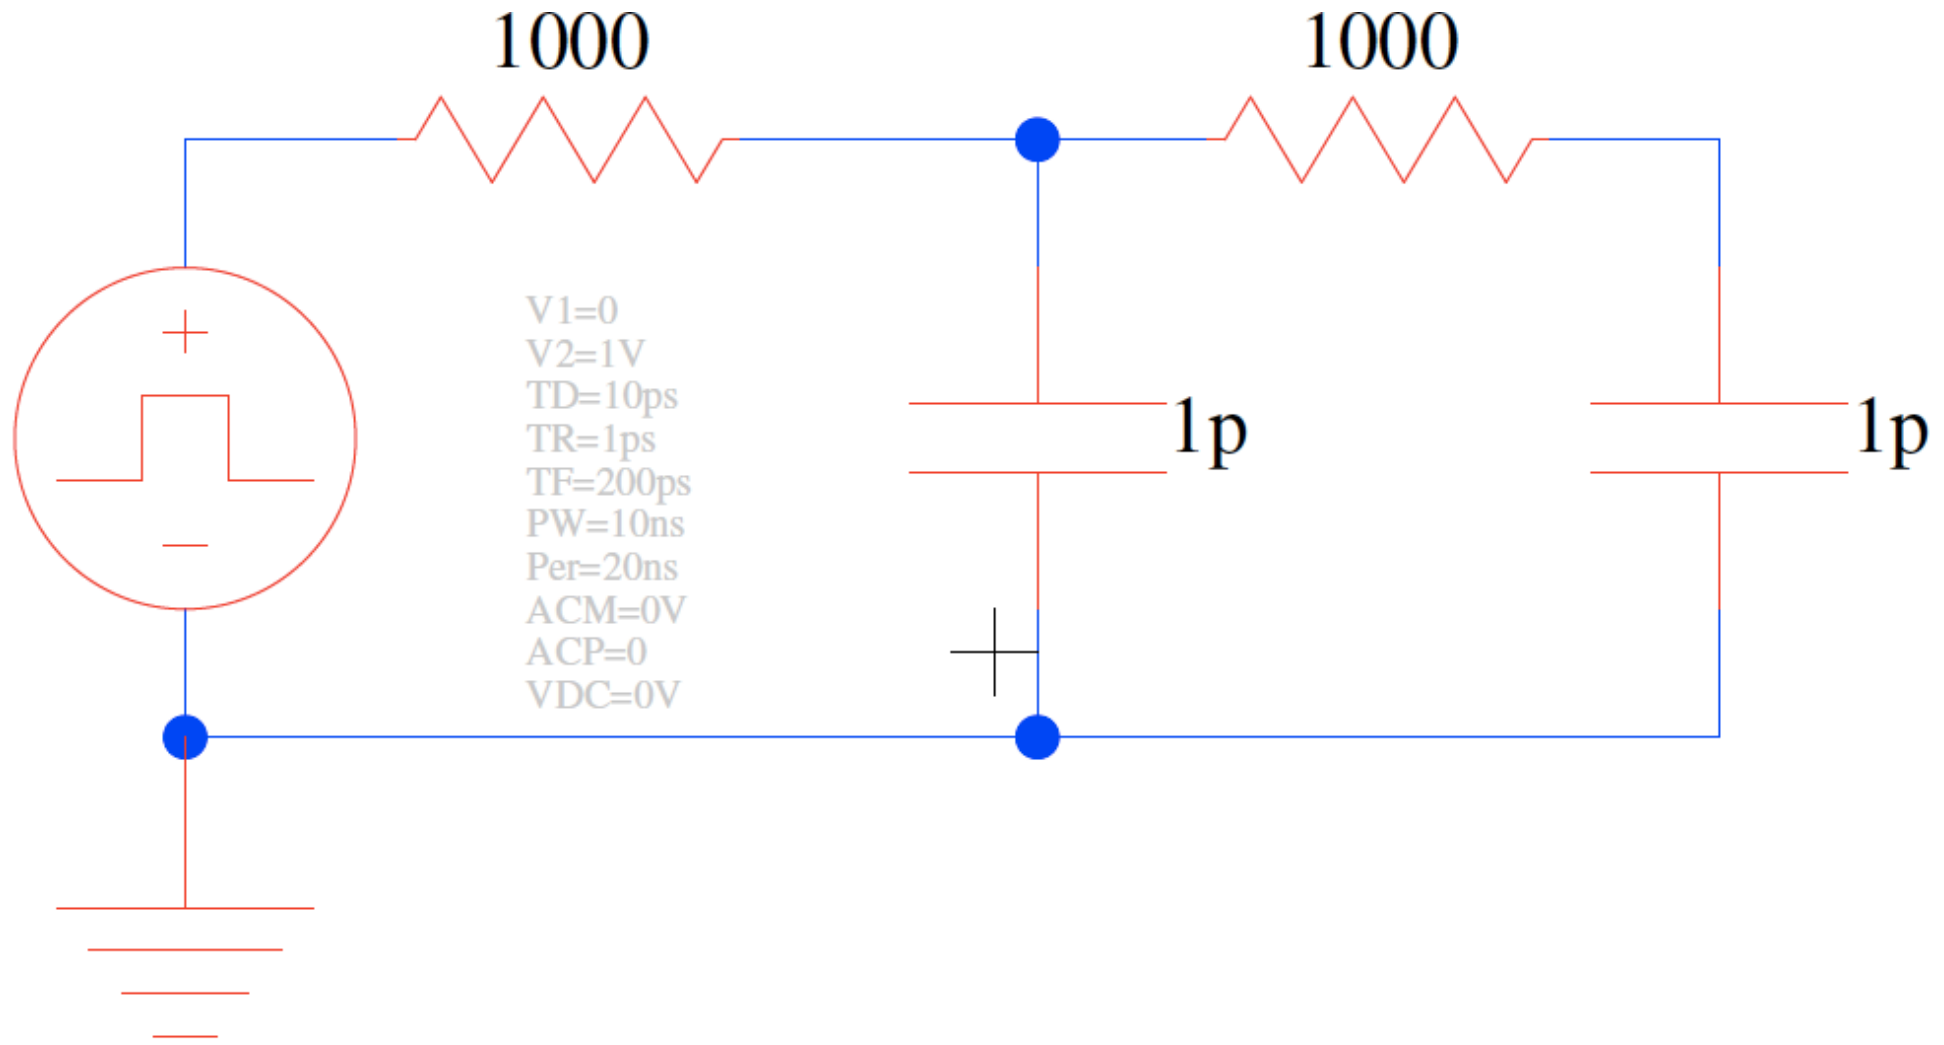 1000
1000
V1=0
V2=1V
TD=10ps
TR=1ps
TF=200ps
PW=10ns
Per=20ns
ACM=0V
ACP=0
VDC=0V
1p
1p